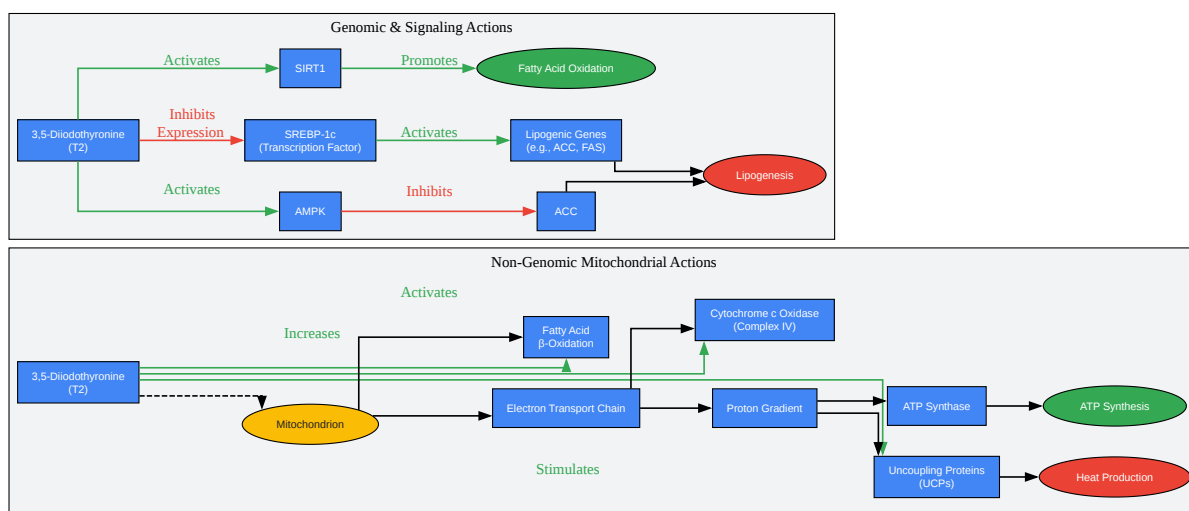 Genomic & Signaling Actions
Activates
SIRT1
Promotes
Fatty Acid Oxidation
3,5-Diiodothyronine
(T2)
Inhibits
Expression
SREBP-1c
(Transcription Factor)
Activates
Lipogenic Genes
(e.g., ACC, FAS)
Lipogenesis
Activates
AMPK
Inhibits
ACC
Non-Genomic Mitochondrial Actions
Activates
Increases
Fatty Acid
β-Oxidation
Cytochrome c Oxidase
(Complex IV)
3,5-Diiodothyronine
(T2)
Mitochondrion
Electron Transport Chain
Proton Gradient
ATP Synthase
ATP Synthesis
Stimulates
Uncoupling Proteins
(UCPs)
Heat Production